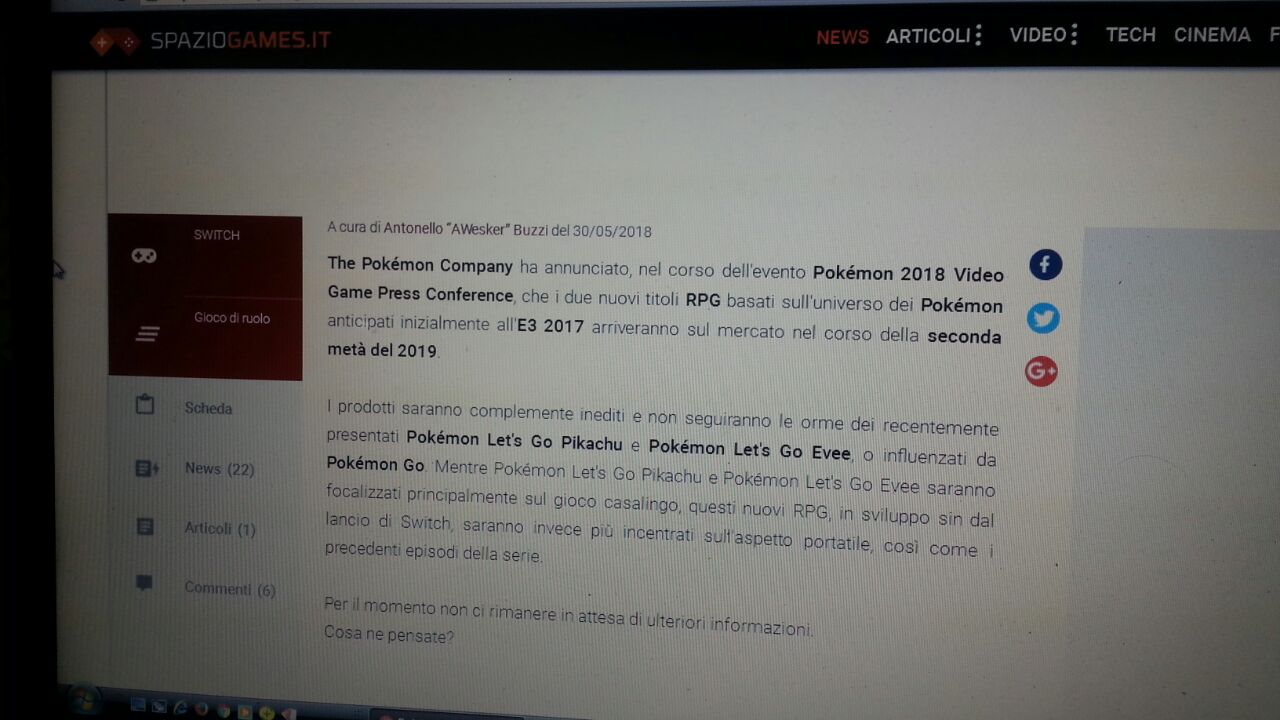 SPAZIOGAMES.IT
NEWS ARTICOLI VIDEO TECH CINEMA F
SWITCH
Gioco di ruolo
Scheda
News (22)
Articoli (1)
Commenti (6)
A cura di Antonello "AWesker" Buzzi del 30/05/2018
The Pokémon Company ha annunciato, nel corso dell'evento Pokémon 2018 Video
Game Press Conference, che i due nuovi titoli RPG basati sull'universo dei Pokémon
anticipati inizialmente all'E3 2017 arriveranno sul mercato nel corso della seconda
metà del 2019.
I prodotti saranno complemente inediti e non seguiranno le orme dei recentemente
presentati Pokémon Let's Go Pikachu e Pokémon Let's Go Evee, o influenzati da
Pokémon Go. Mentre Pokémon Let's Go Pikachu e Pokémon Let's Go Evee saranno
focalizzati principalmente sul gioco casalingo, questi nuovi RPG, in sviluppo sin dal
lancio di Switch, saranno invece più incentrati sull'aspetto portatile, così come i
precedenti episodi della serie.
Per il momento non ci rimanere in attesa di ulteriori informazioni.
Cosa ne pensate?
f
G+